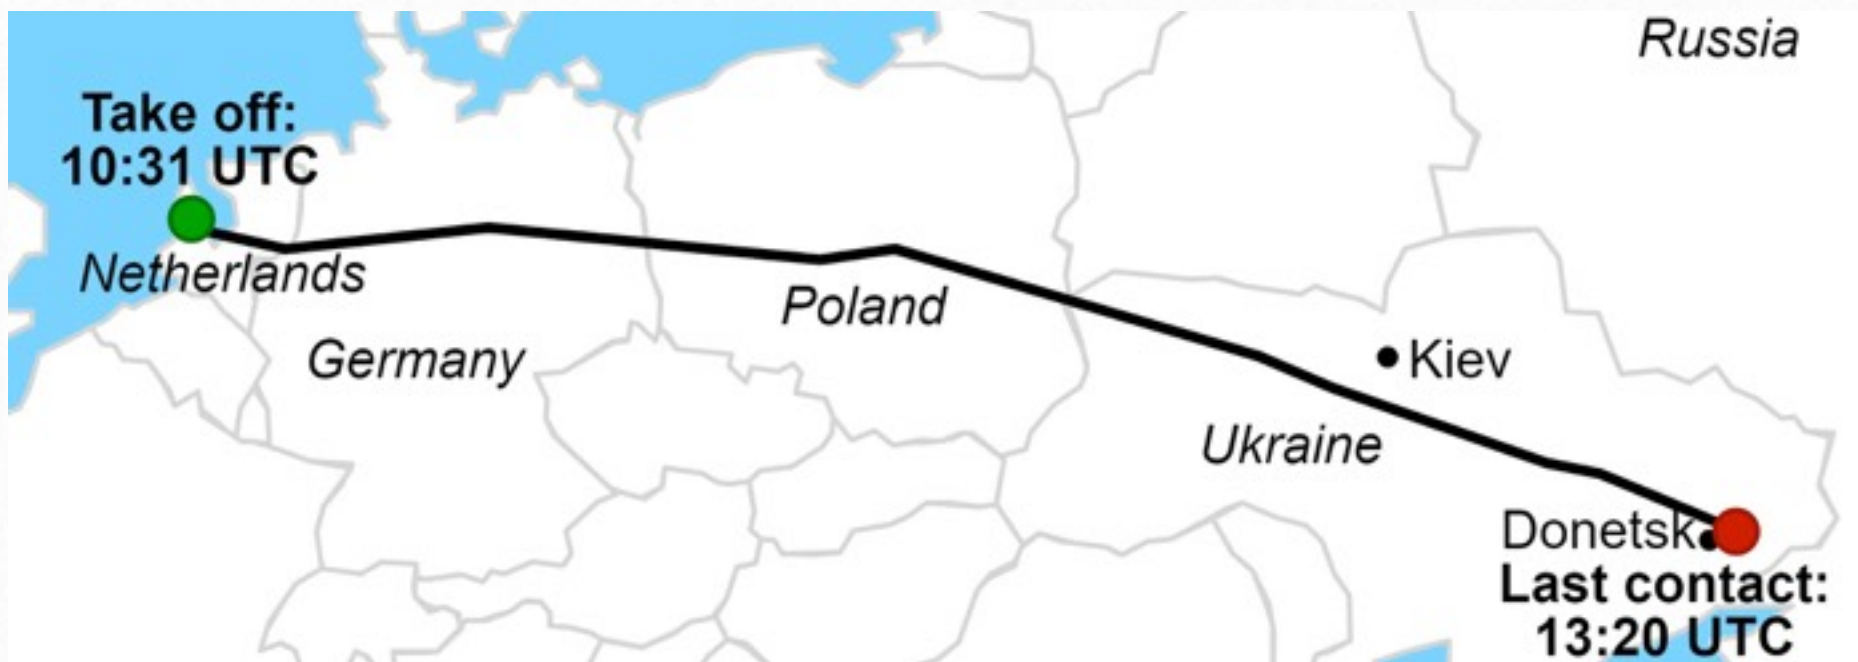 Russia
Take off:
10:31 UTC
Netherlands
Germany
Poland
Kiev
Ukraine
Donetsk
Last contact:
13:20 UTC